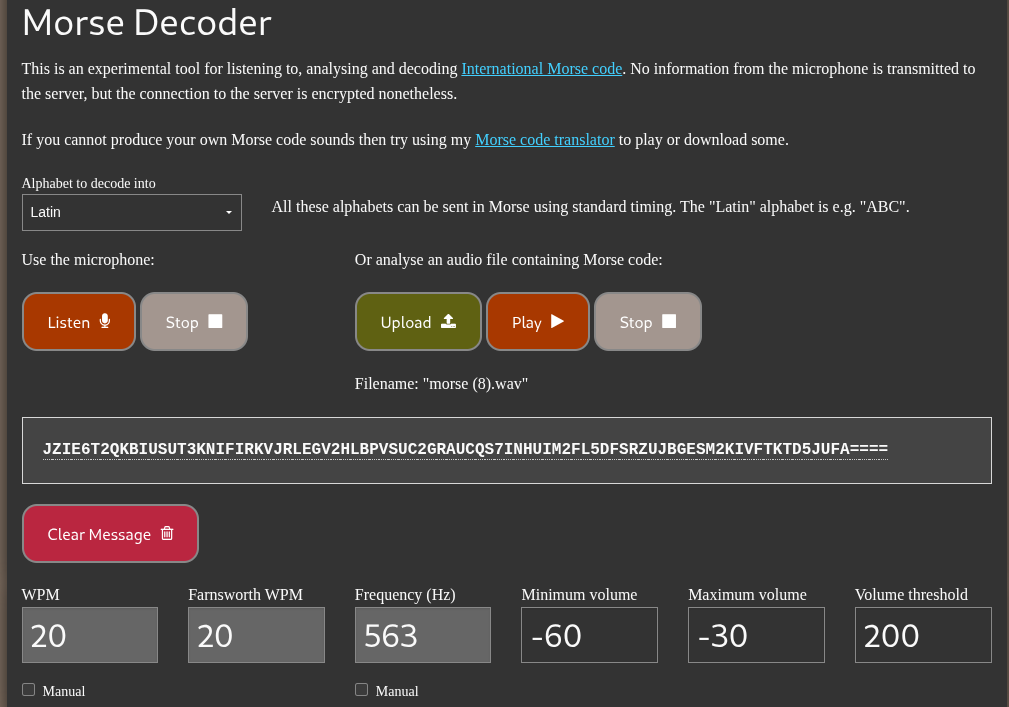 Morse Decoder
This is an experimental tool for listening to, analysing and decoding International Morse code. No information from the microphone is transmitted to
the server, but the connection to the server is encrypted nonetheless.
If you cannot produce your own Morse code sounds then try using my Morse code translator to play or download some.
Alphabet to decode into
Latin
All these alphabets can be sent in Morse using standard timing. The "Latin" alphabet is e.g. "ABC".
Use the microphone:
Or analyse an audio file containing Morse code:
Listen
Stop
Upload
Play
Stop
Filename: "morse (8).wav"
JZIE6T2QKBIUSUT3KNIFIRKVJRLEGV2HLBPVSUC2GRAUCQS7INHUIM2FL5DFSRZUJBGESM2KIVFTKTD5JUFA====
Clear Message
WPM
Farnsworth WPM
Frequency (Hz)
Minimum volume
Maximum volume
Volume threshold
20
20
563
-60
-30
200
Manual
Manual